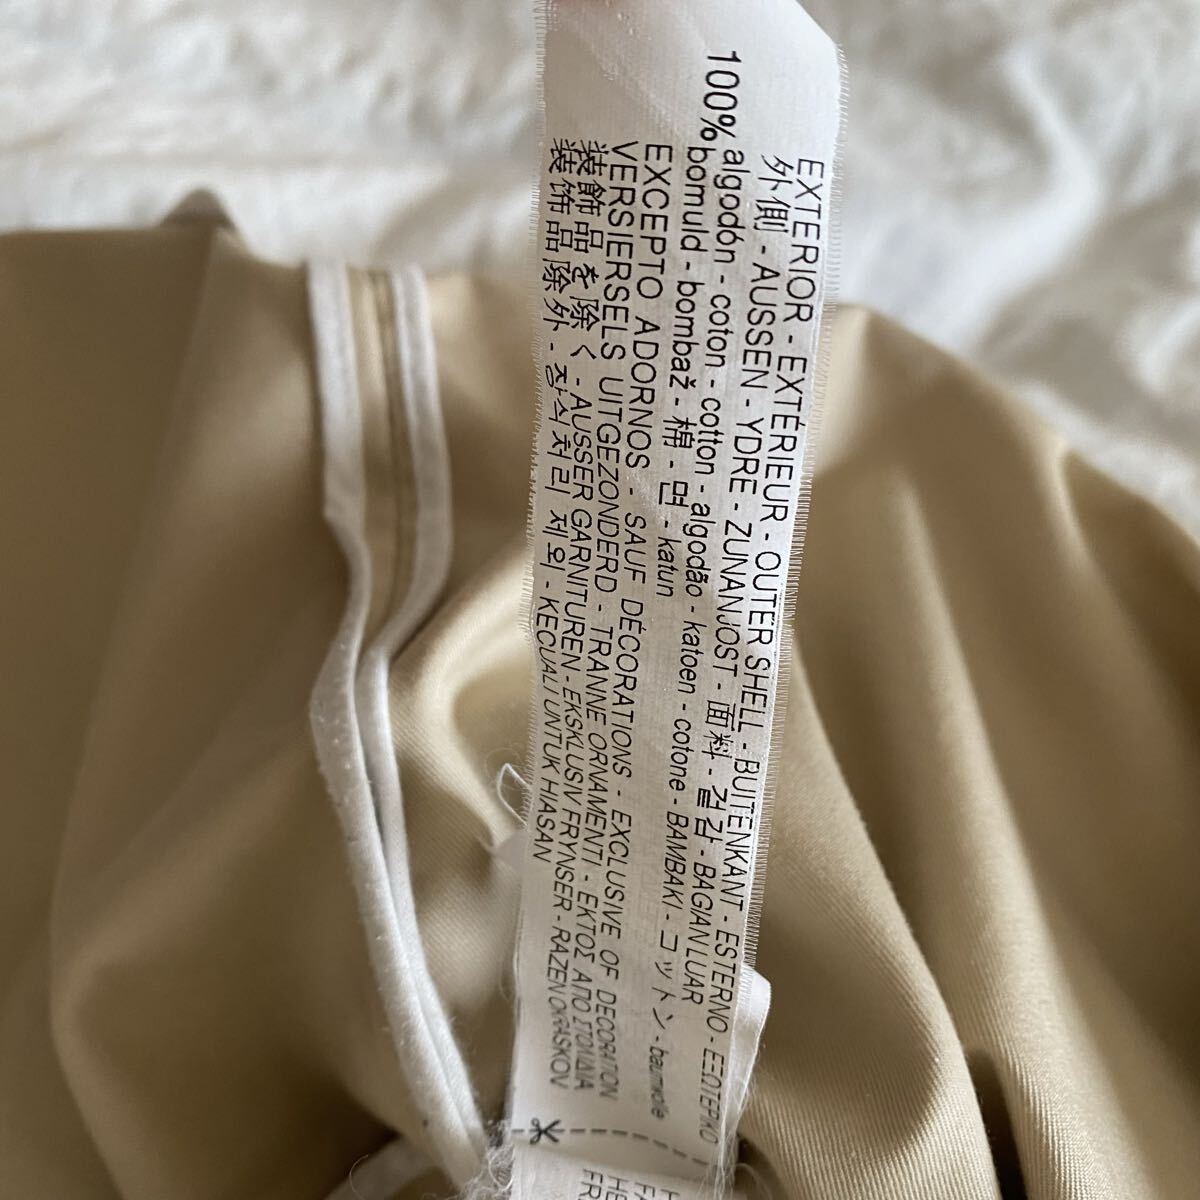 EXTERIOR - EXTÉRIEUR - OUTER SHELL - BUITENKANT - ESTERNO - ΕΞΩΤΕΡΙΚΟ
外側 - AUSSEN - YDRE - ZUNANJOST - 面料 - 겉감 - BAGIAN LUAR
100% algodón - coton - cotton - algodão - katoen - cotone - BAMBAKI - コットン - baumwolle
bomuld - bombaž - 棉 - 면 - katun
EXCEPTO ADORNOS - SAUF DÉCORATIONS - EXCLUSIVE OF DECORATION
VERSIERSELS UITGEZONDERD - TRANNE ORNAMENTI - ΕΚΤΟΣ ΑΠΟ ΣΤΟΛΙΔΙΑ
装飾品を除く - AUSSER GARNITUREN - EKSKLUSIV FRYNSER - RAZEN OKRASKOV
装饰品除外 - 장식처리 제외 - KECUALI UNTUK HIASAN